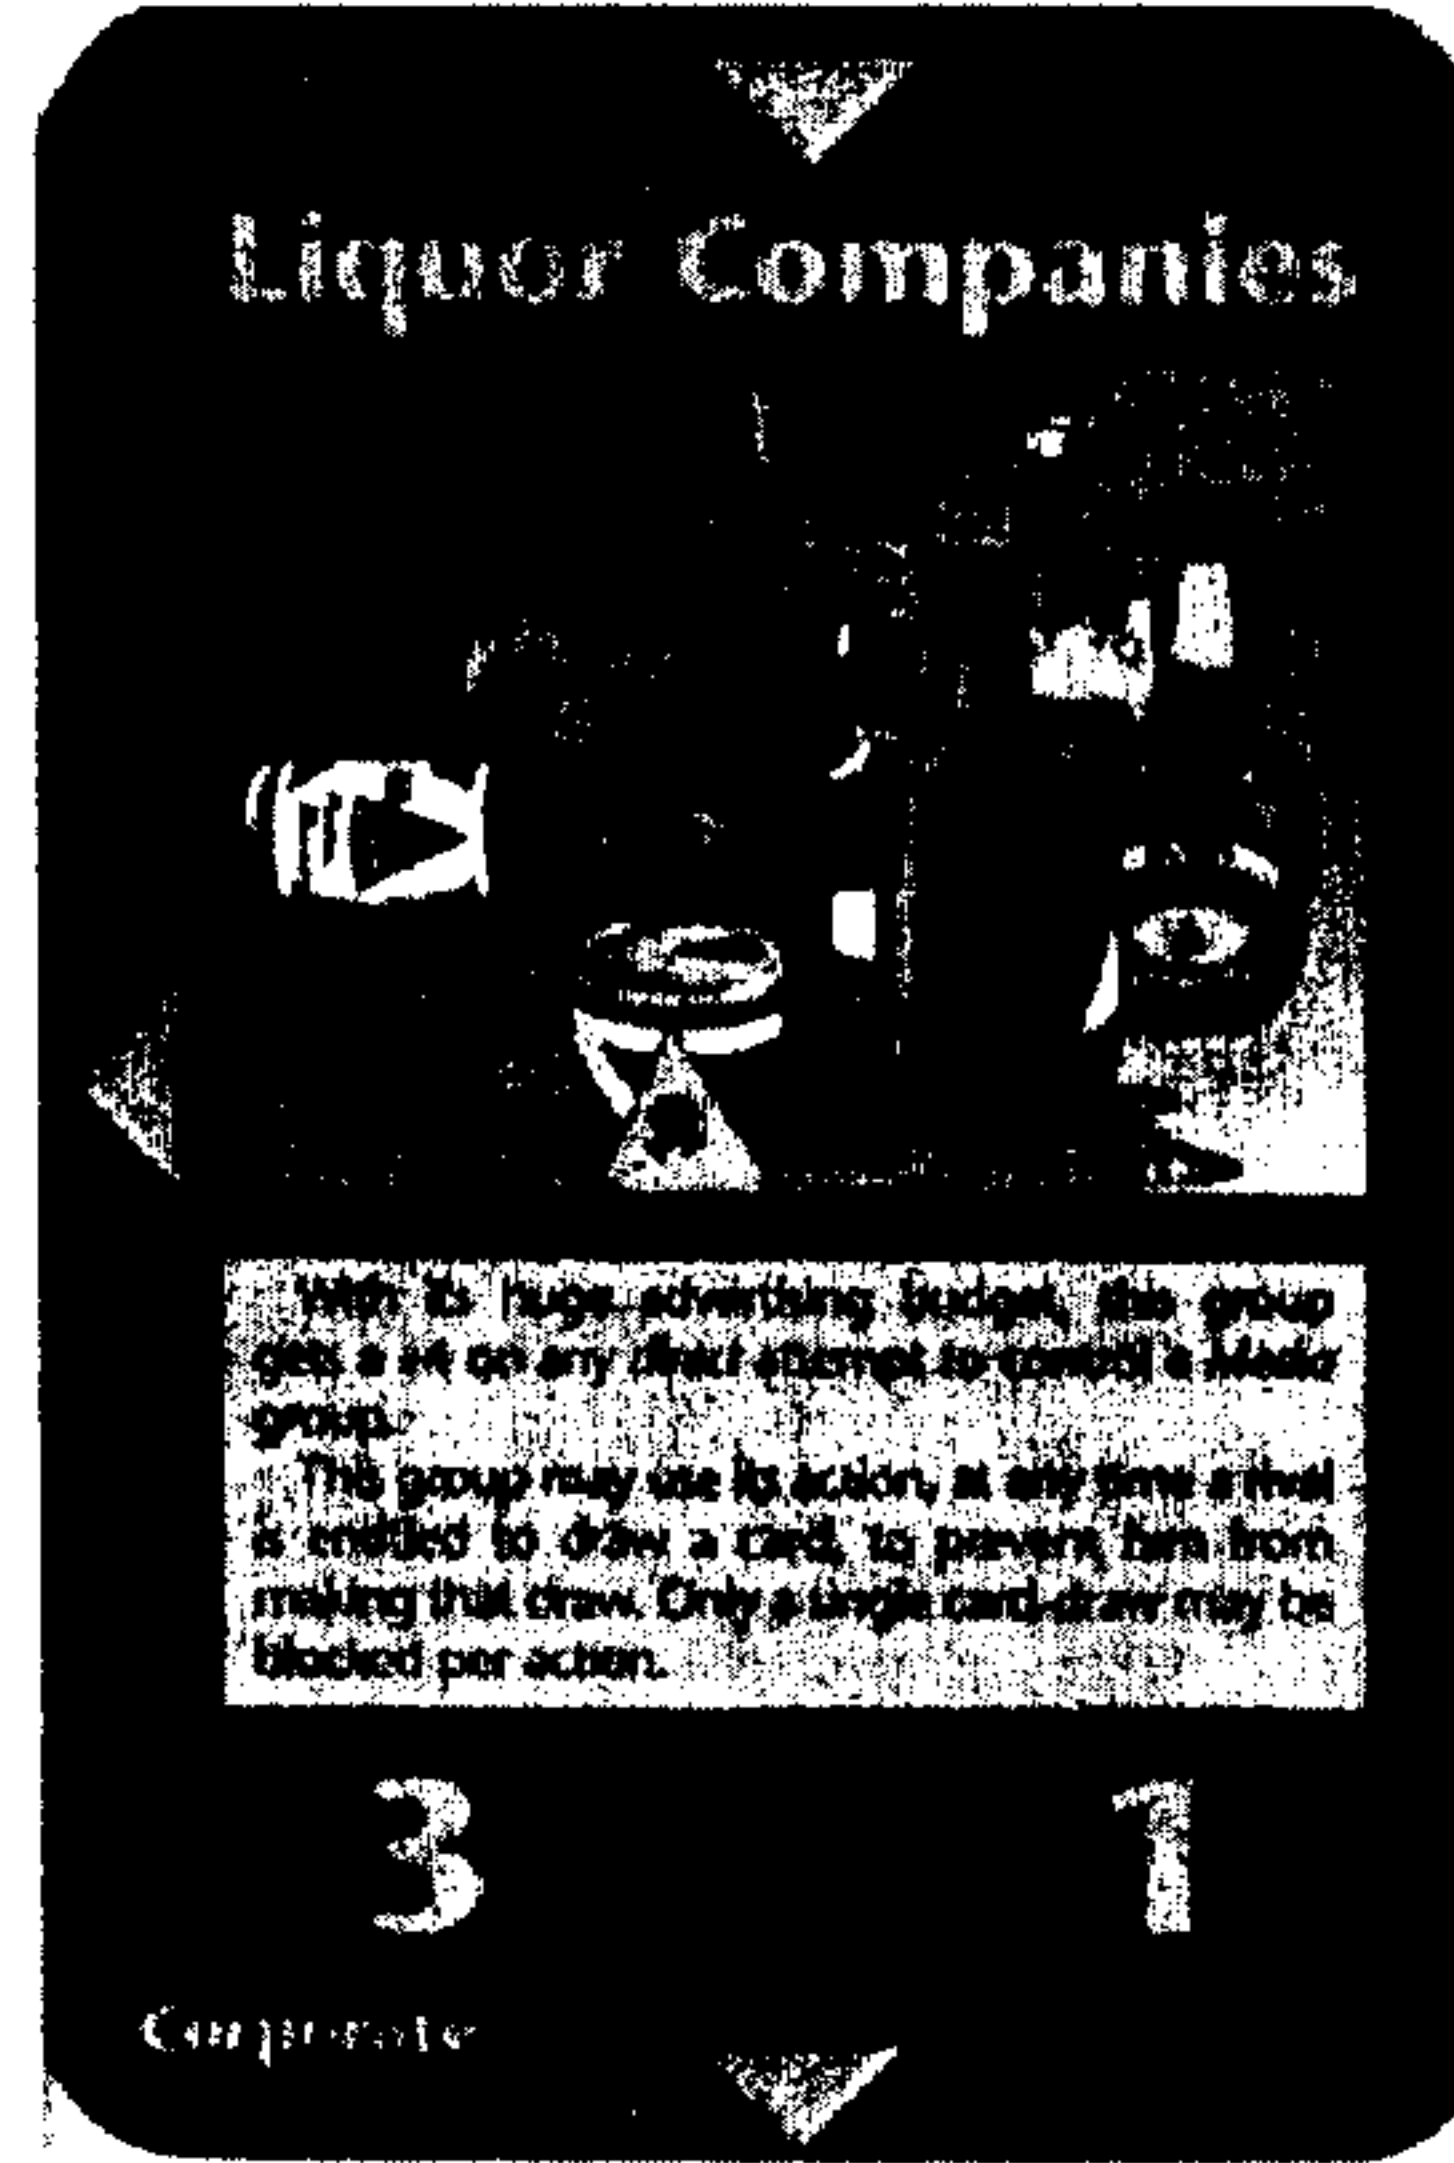 Liquor Companies
With its huge advertising budget, this group
gets a +4 on any direct attempt to control a Media
group.
This group may use its action, at any time a rival
is entitled to draw a card, to prevent him from
making that draw. Only a single card-draw may be
blocked per action.
3 1
Corporate